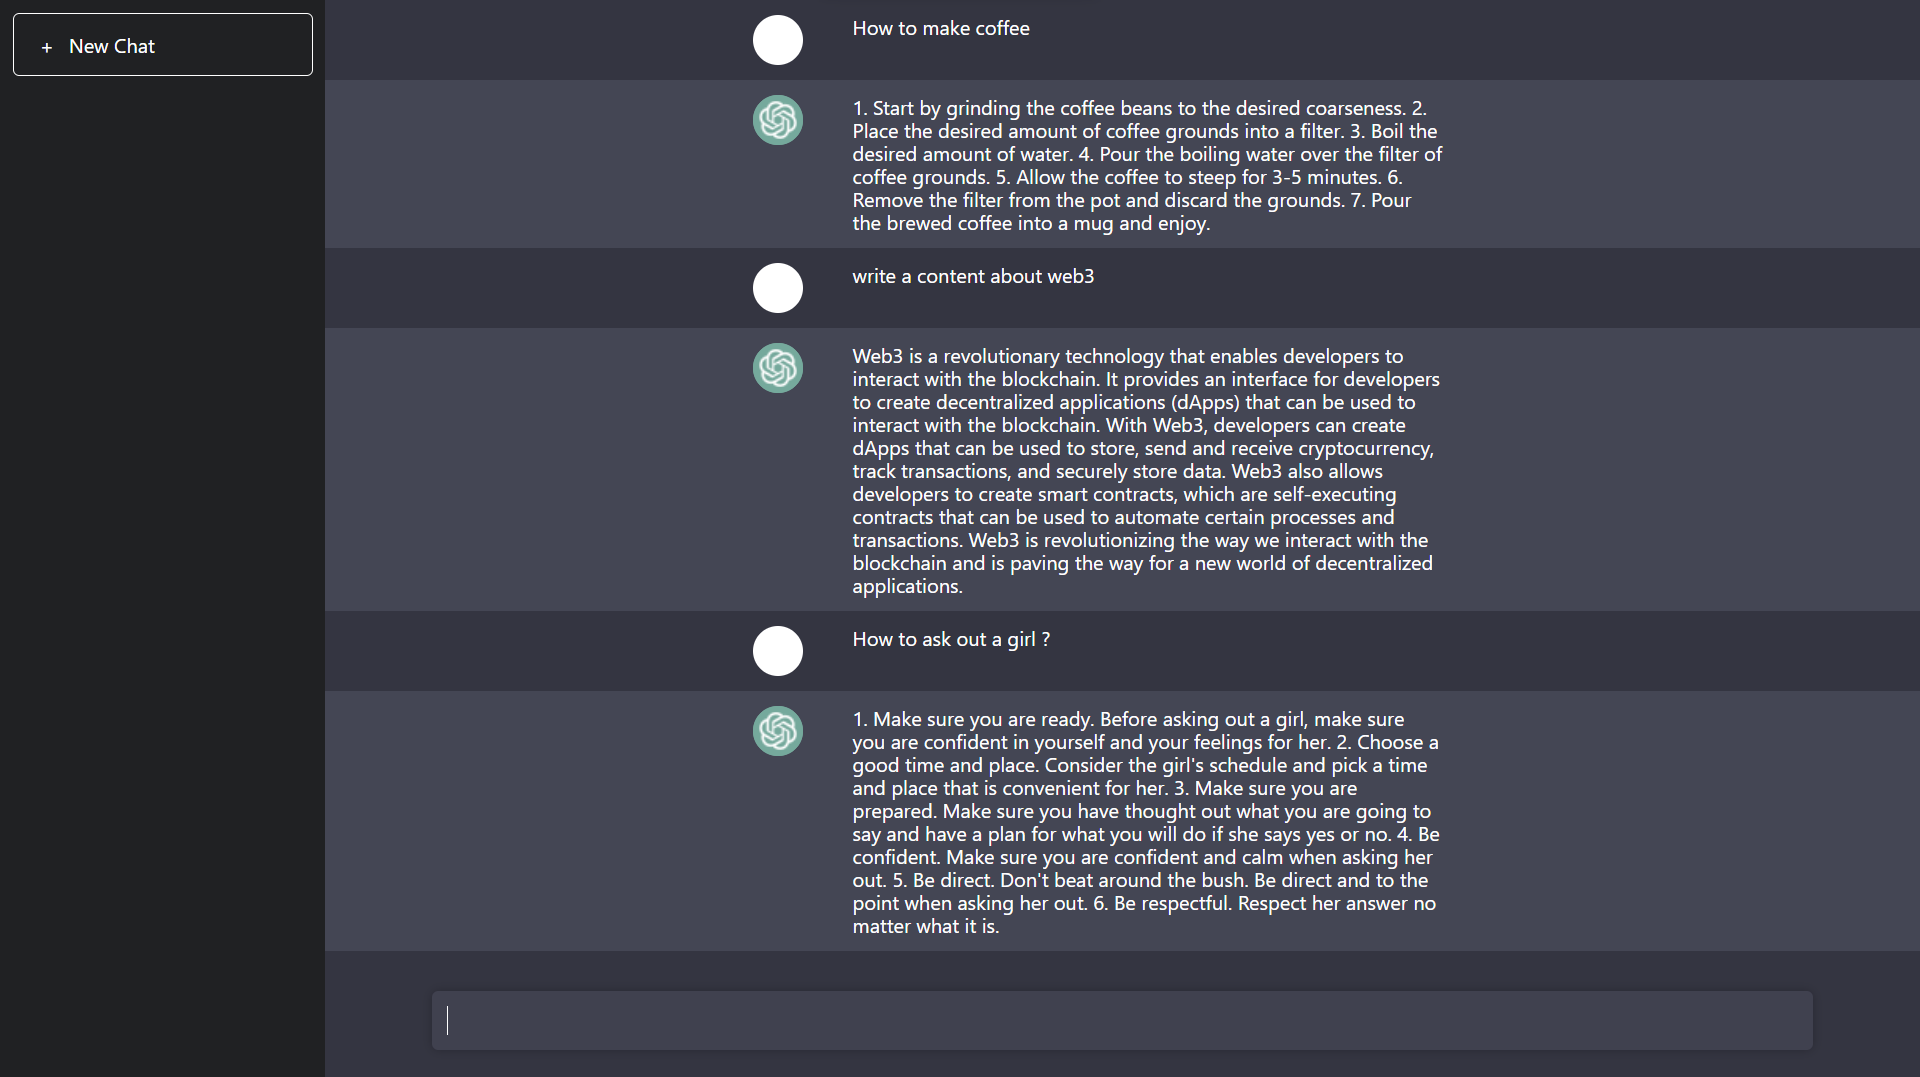 + New Chat
How to make coffee
1. Start by grinding the coffee beans to the desired coarseness. 2.
Place the desired amount of coffee grounds into a filter. 3. Boil the
desired amount of water. 4. Pour the boiling water over the filter of
coffee grounds. 5. Allow the coffee to steep for 3-5 minutes. 6.
Remove the filter from the pot and discard the grounds. 7. Pour
the brewed coffee into a mug and enjoy.
write a content about web3
Web3 is a revolutionary technology that enables developers to
interact with the blockchain. It provides an interface for developers
to create decentralized applications (dApps) that can be used to
interact with the blockchain. With Web3, developers can create
dApps that can be used to store, send and receive cryptocurrency,
track transactions, and securely store data. Web3 also allows
developers to create smart contracts, which are self-executing
contracts that can be used to automate certain processes and
transactions. Web3 is revolutionizing the way we interact with the
blockchain and is paving the way for a new world of decentralized
applications.
How to ask out a girl ?
1. Make sure you are ready. Before asking out a girl, make sure
you are confident in yourself and your feelings for her. 2. Choose a
good time and place. Consider the girl's schedule and pick a time
and place that is convenient for her. 3. Make sure you are
prepared. Make sure you have thought out what you are going to
say and have a plan for what you will do if she says yes or no. 4. Be
confident. Make sure you are confident and calm when asking her
out. 5. Be direct. Don't beat around the bush. Be direct and to the
point when asking her out. 6. Be respectful. Respect her answer no
matter what it is.